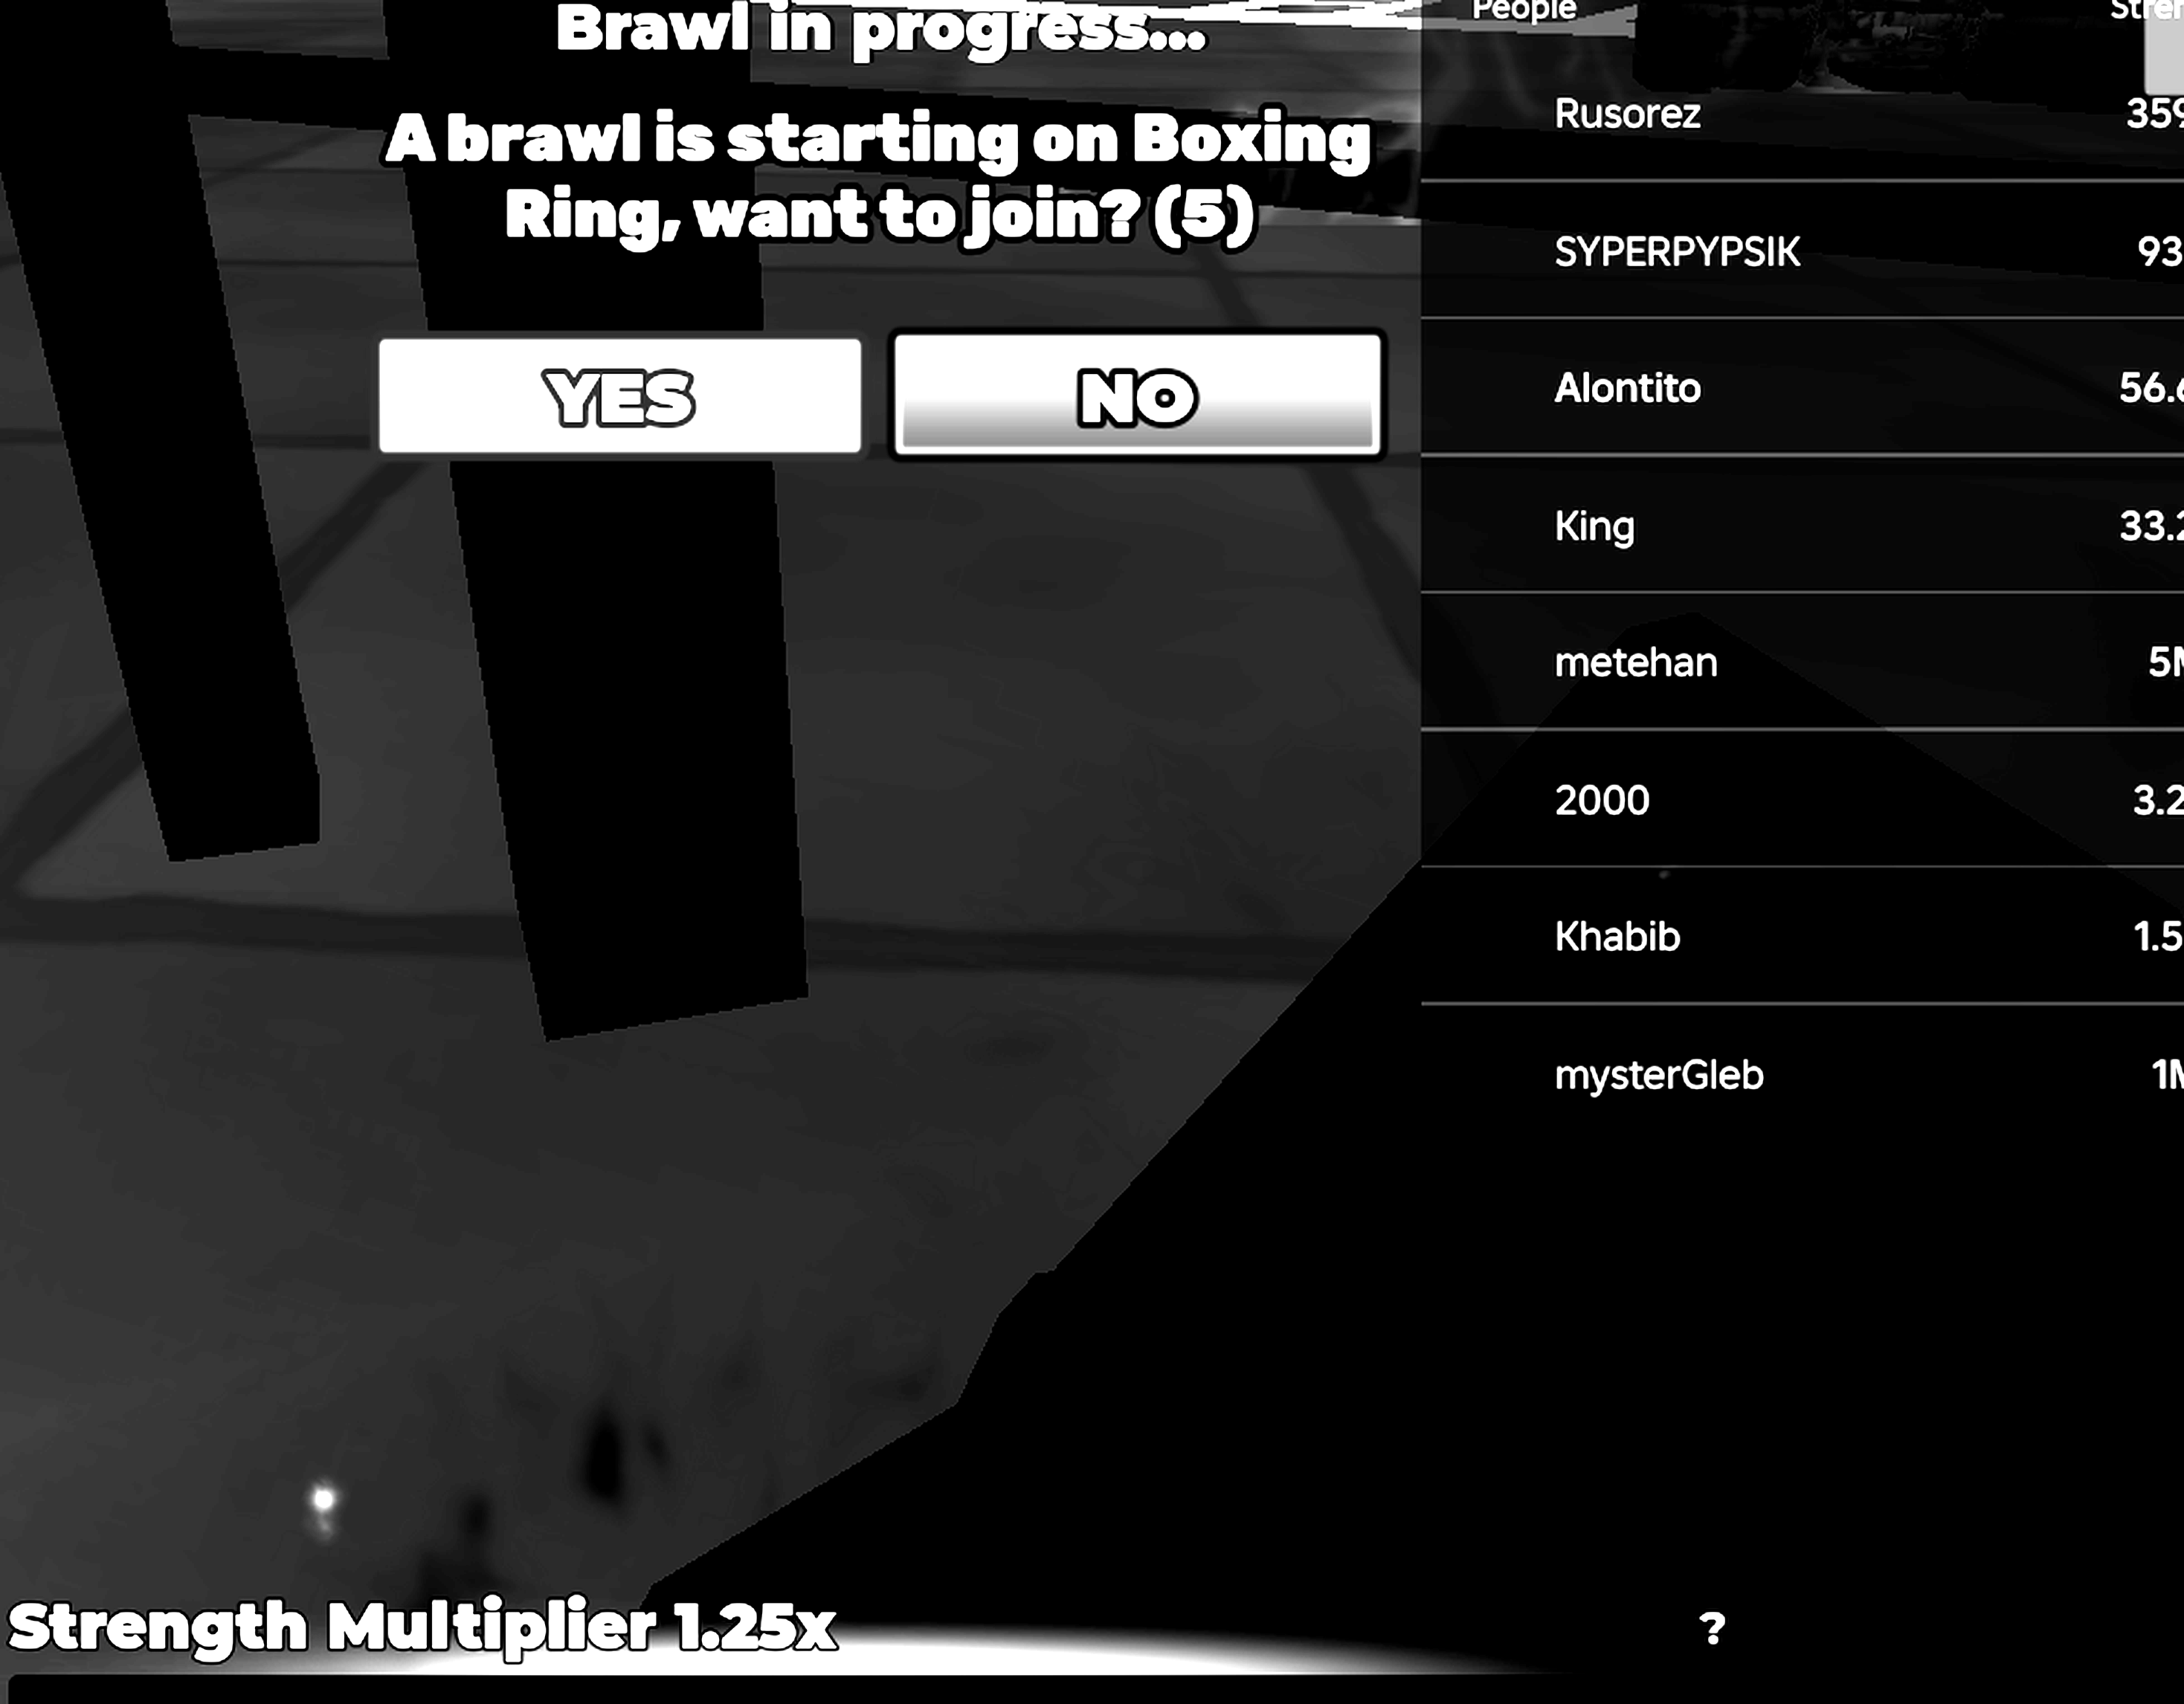 Brawl in progress...
A brawl is starting on Boxing
Ring, want to join? (5)
YES
NO
People
Rusorez
SYPERPYPSIK
Alontito
King
metehan
2000
Khabib
mysterGleb
Strength Multiplier 1.25x
?